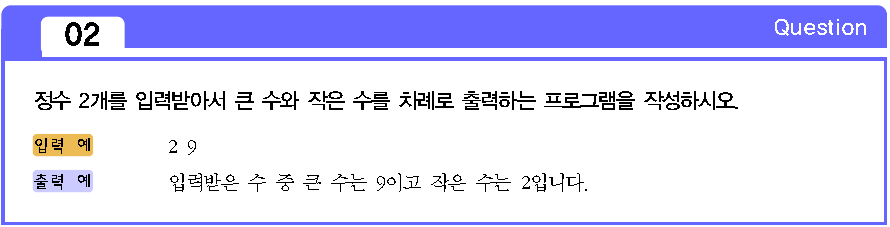 02
Question
정수 2개를 입력받아서 큰 수와 작은 수를 차례로 출력하는 프로그램을 작성하시오.
입력 예 2 9
출력 예 입력받은 수 중 큰 수는 9이고 작은 수는 2입니다.